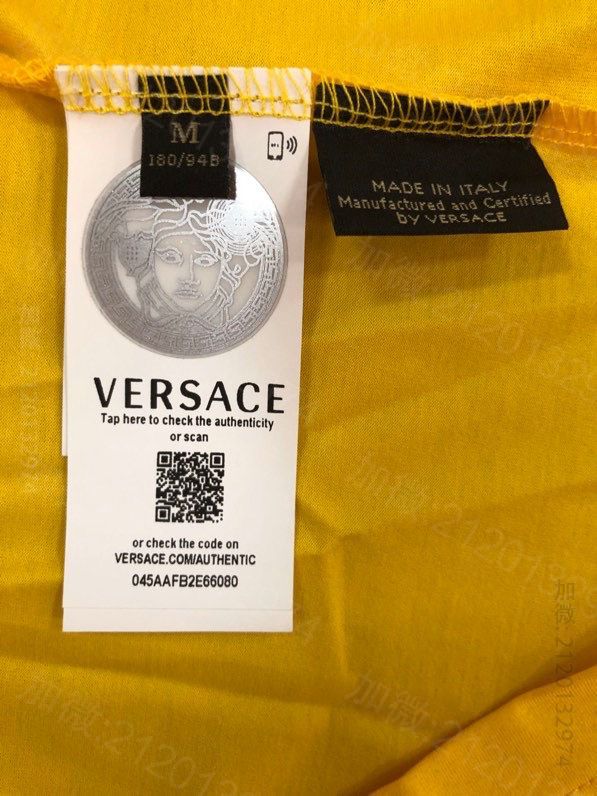 M
180/94B
VERSACE
Tap here to check the authenticity
or scan
or check the code on
VERSACE.COM/AUTHENTIC
045AAFB2E66080
MADE IN ITALY
Manufactured and Certified
BY VERSACE
加微:2120132974